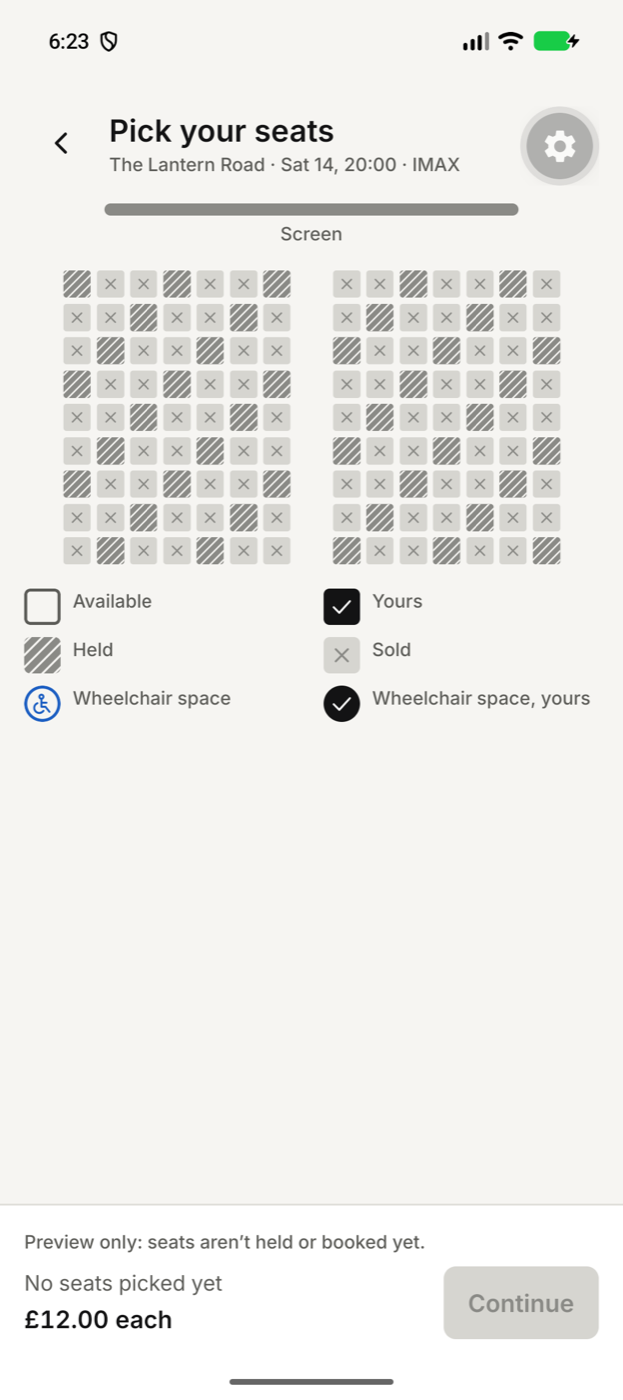 6:23
Pick your seats
The Lantern Road · Sat 14, 20:00 · IMAX
Screen
Available
Yours
Held
Sold
Wheelchair space
Wheelchair space, yours
Preview only: seats aren’t held or booked yet.
No seats picked yet
£12.00 each
Continue